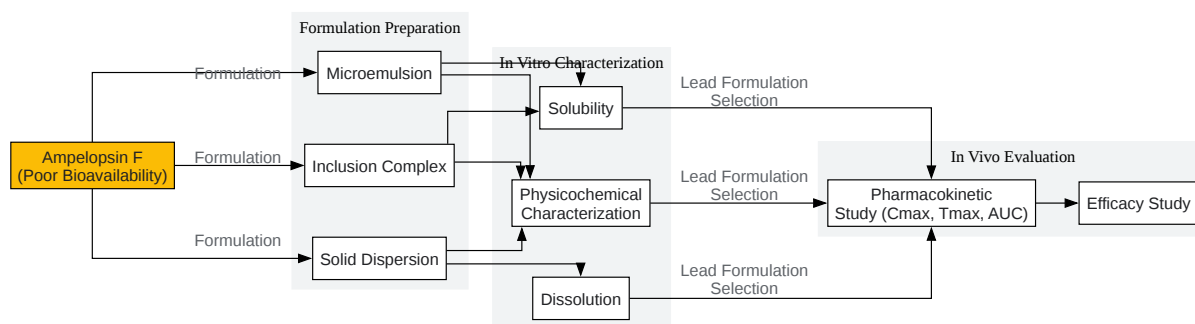 Formulation Preparation
In Vitro Characterization
Formulation
Microemulsion
Lead Formulation
Selection
Solubility
Ampelopsin F
(Poor Bioavailability)
Formulation
Inclusion Complex
In Vivo Evaluation
Physicochemical
Characterization
Lead Formulation
Selection
Pharmacokinetic
Study (Cmax, Tmax, AUC)
Efficacy Study
Formulation
Solid Dispersion
Lead Formulation
Selection
Dissolution